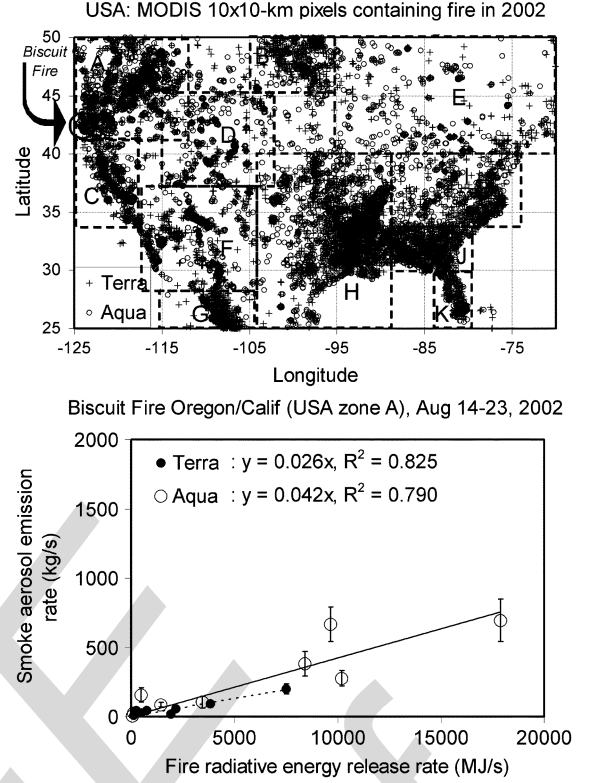 USA: MODIS 10x10-km pixels containing fire in 2002
Biscuit
Fire
50
45
40
35
30
25
Latitude
A
B
E
D
C
I
F
J
H
G
K
+ Terra
○ Aqua
-125 -115 -105 -95 -85 -75
Longitude
Biscuit Fire Oregon/Calif (USA zone A), Aug 14-23, 2002
2000
1500
1000
500
0
Smoke aerosol emission
rate (kg/s)
● Terra : y = 0.026x, R² = 0.825
○ Aqua : y = 0.042x, R² = 0.790
0 5000 10000 15000 20000
Fire radiative energy release rate (MJ/s)